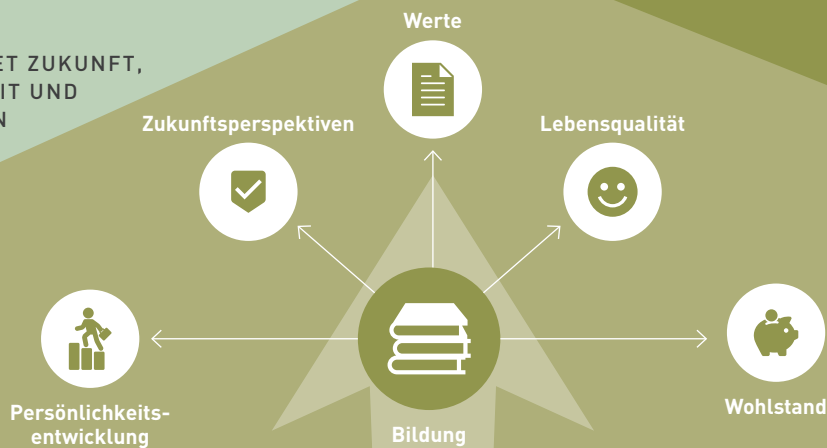 ET ZUKUNFT,
IT UND
N
Werte
Zukunftsperspektiven
Lebensqualität
Persönlichkeits-
entwicklung
Bildung
Wohlstand